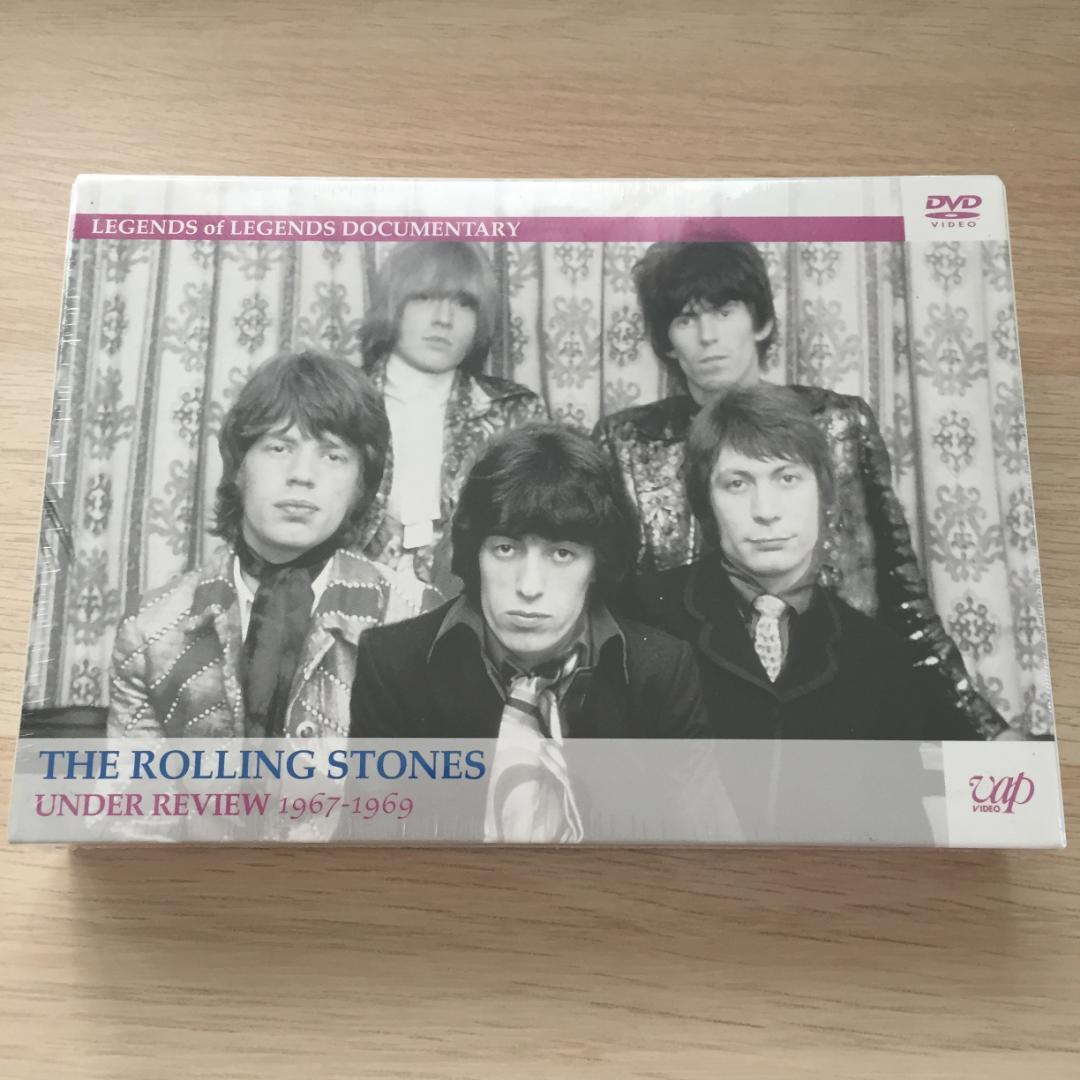 LEGENDS of LEGENDS DOCUMENTARY
DVD
VIDEO
THE ROLLING STONES
UNDER REVIEW 1967-1969
vap
VIDEO